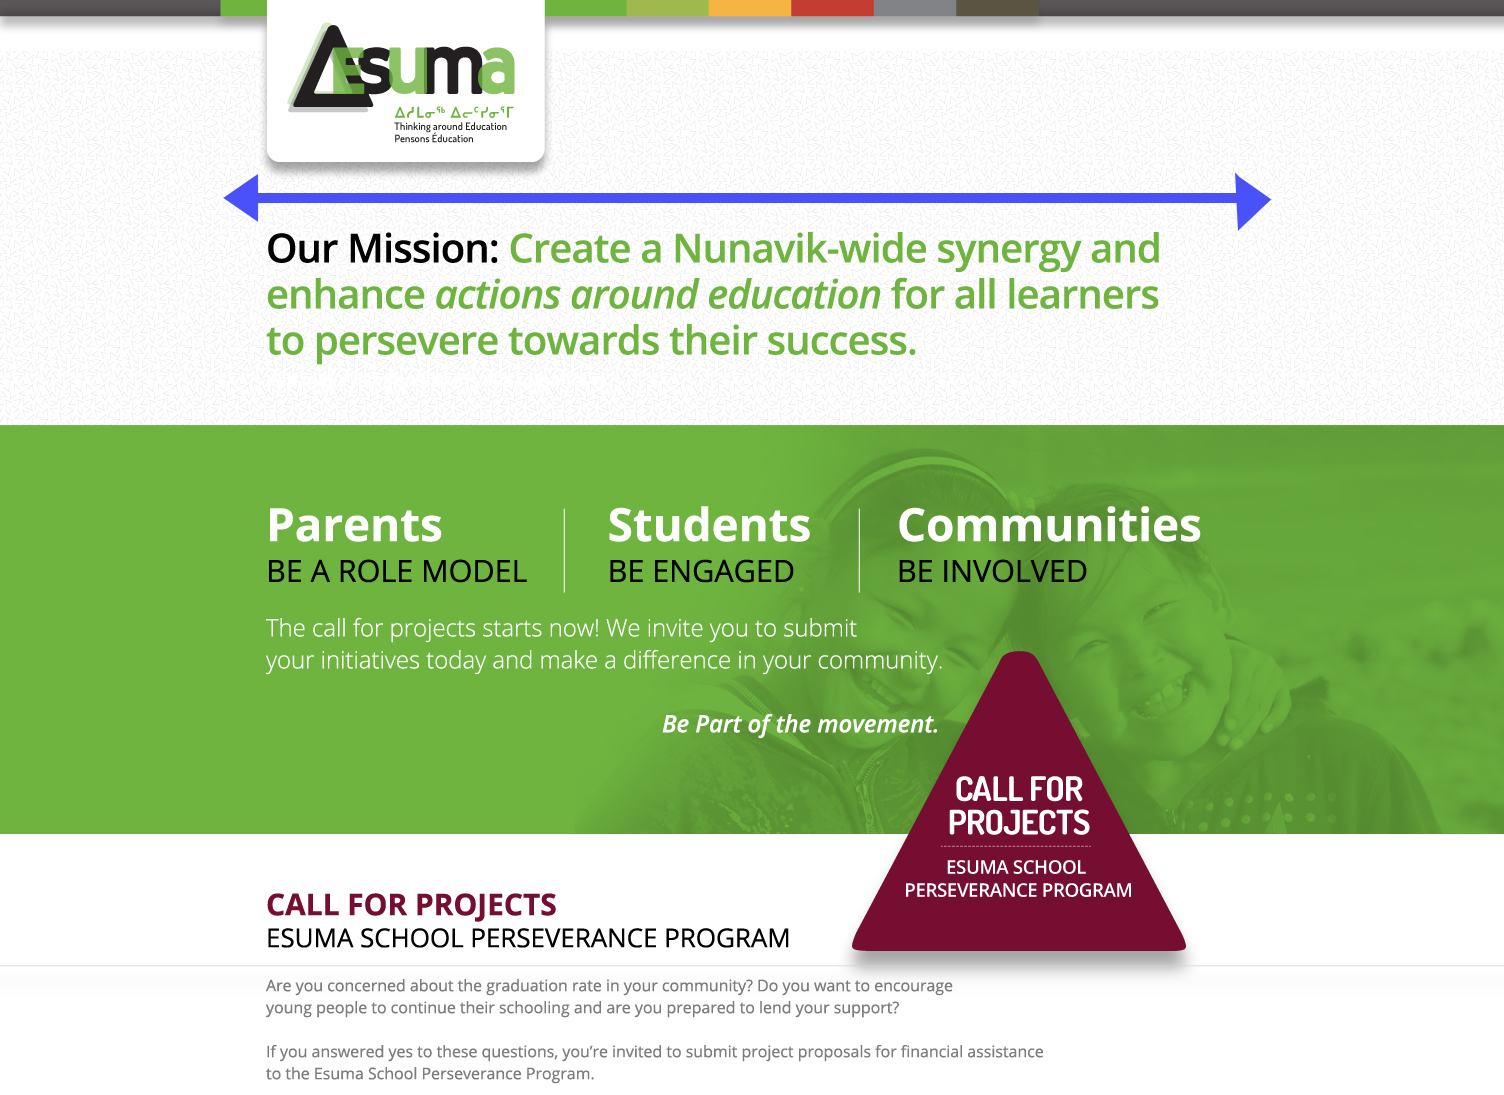 Esuma
ᐃᓱᒪᓂᖅ ᐃᓕᑦᓯᓂᕐᒥ
Thinking around Education
Pensons Éducation
Our Mission: Create a Nunavik-wide synergy and
enhance actions around education for all learners
to persevere towards their success.
Parents
BE A ROLE MODEL
Students
BE ENGAGED
Communities
BE INVOLVED
The call for projects starts now! We invite you to submit
your initiatives today and make a difference in your community.
Be Part of the movement.
CALL FOR
PROJECTS
ESUMA SCHOOL
PERSEVERANCE PROGRAM
CALL FOR PROJECTS
ESUMA SCHOOL PERSEVERANCE PROGRAM
Are you concerned about the graduation rate in your community? Do you want to encourage
young people to continue their schooling and are you prepared to lend your support?
If you answered yes to these questions, you’re invited to submit project proposals for financial assistance
to the Esuma School Perseverance Program.